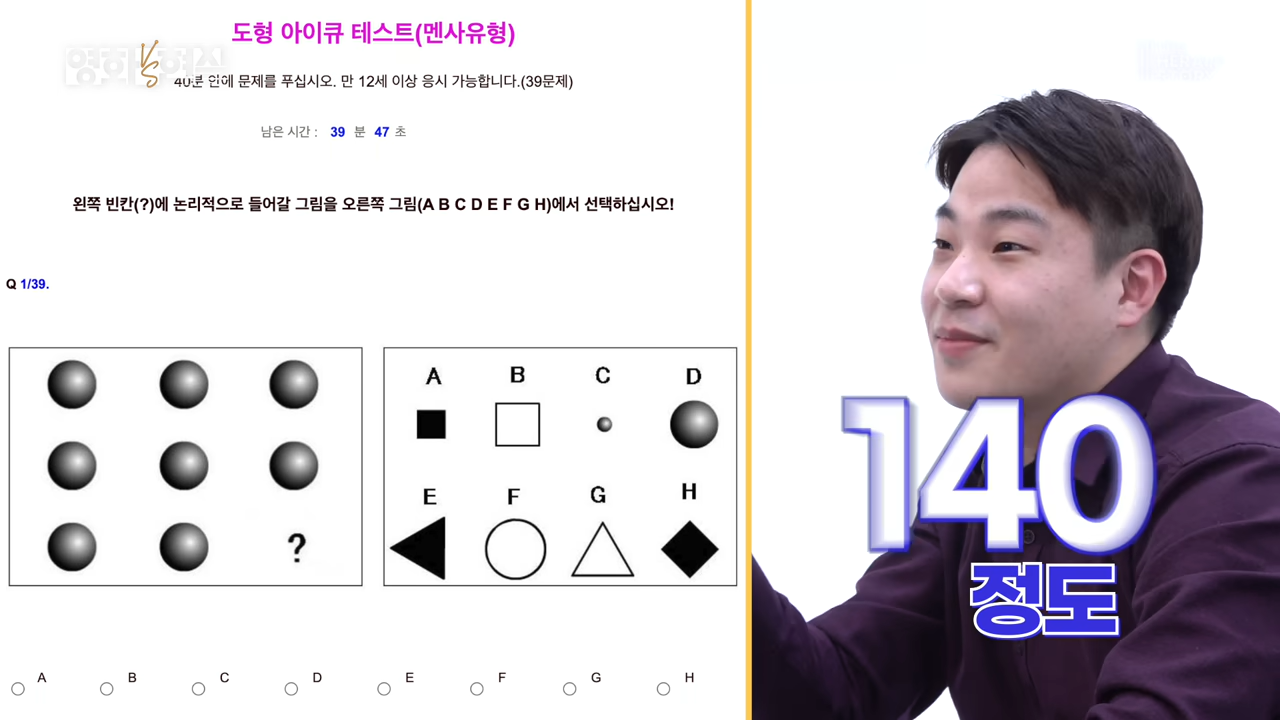 도형 아이큐 테스트(멘사유형)
40분 안에 문제를 푸십시오. 만 12세 이상 응시 가능합니다.(39문제)
남은 시간 : 39 분 47 초
왼쪽 빈칸(?)에 논리적으로 들어갈 그림을 오른쪽 그림(A B C D E F G H)에서 선택하십시오!
Q 1/39.
A B C D
E F G H
?
A B C D E F G H
140
정도